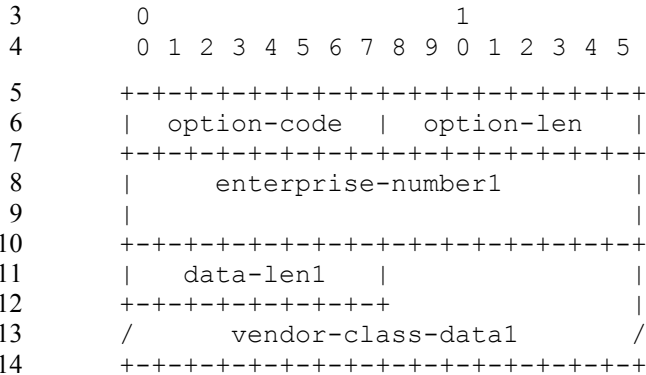 3 0 1
4 0 1 2 3 4 5 6 7 8 9 0 1 2 3 4 5
5 +-+-+-+-+-+-+-+-+-+-+-+-+-+-+-+-+
6 | option-code | option-len |
7 +-+-+-+-+-+-+-+-+-+-+-+-+-+-+-+-+
8 | enterprise-number1 |
9 | |
10 +-+-+-+-+-+-+-+-+-+-+-+-+-+-+-+-+
11 | data-len1 | |
12 +-+-+-+-+-+-+-+-+ |
13 / vendor-class-data1 /
14 +-+-+-+-+-+-+-+-+-+-+-+-+-+-+-+-+